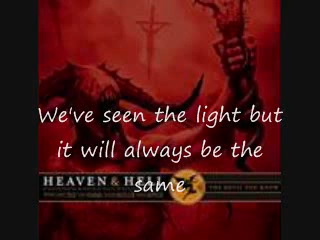 We've seen the light but
it will always be the
HEAVEN & HELL
THE DEVIL YOU KNOW
same